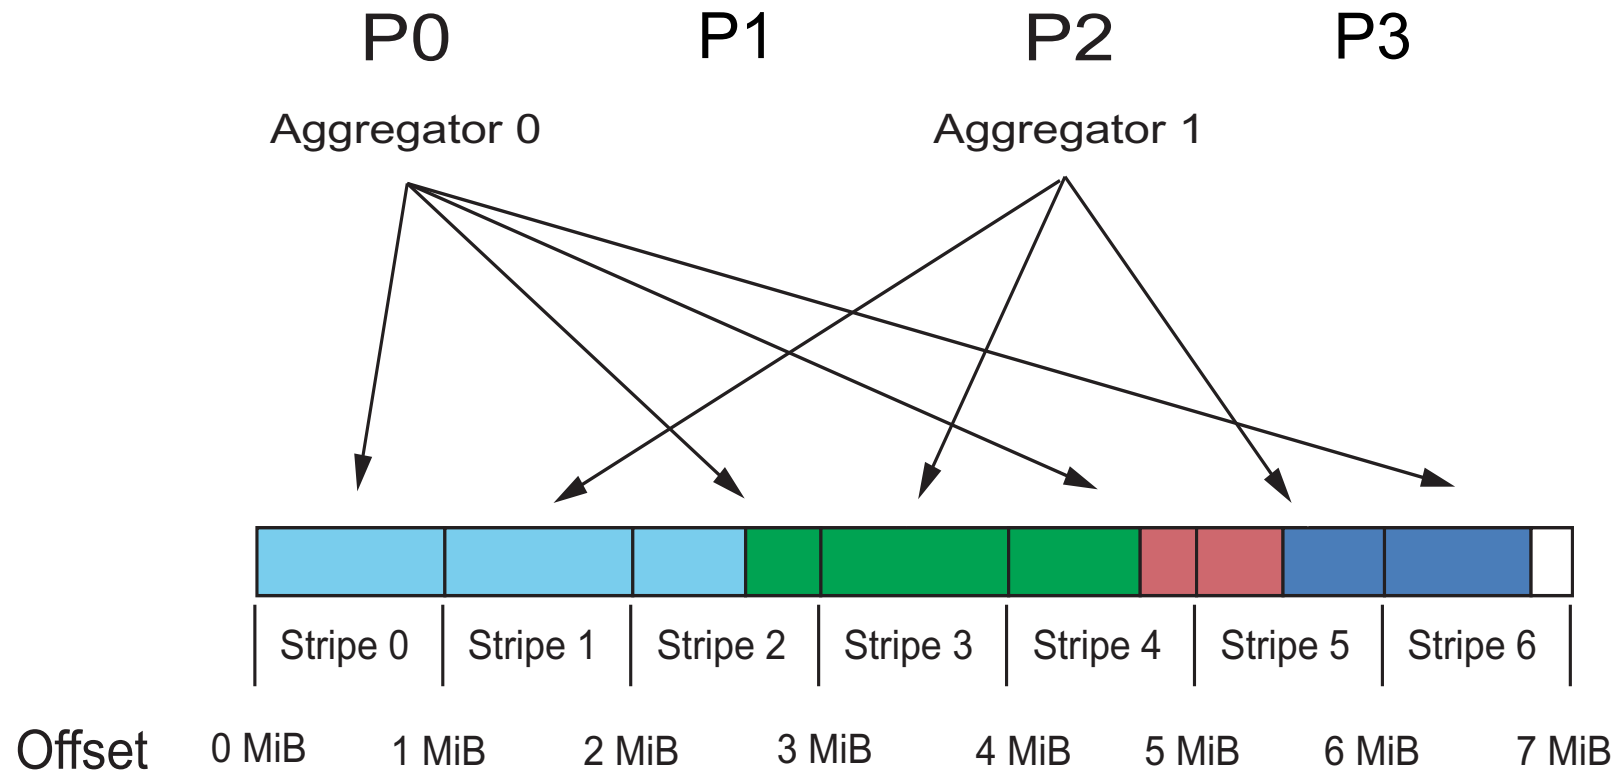 P0 P1 P2 P3
Aggregator 0 Aggregator 1
Stripe 0 Stripe 1 Stripe 2 Stripe 3 Stripe 4 Stripe 5 Stripe 6
Offset 0 MiB 1 MiB 2 MiB 3 MiB 4 MiB 5 MiB 6 MiB 7 MiB